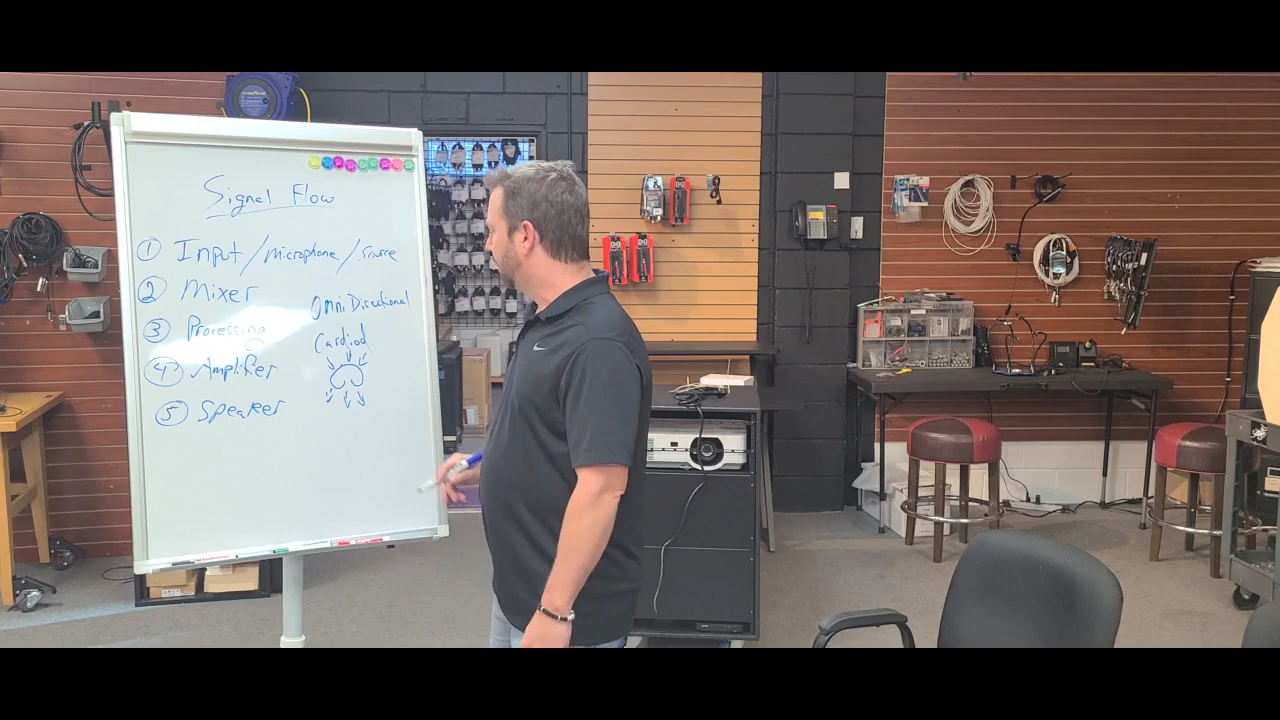 Signal Flow
① Input/microphone/source
② Mixer
③ Processing
④ Amplifier
⑤ Speaker
Omni Directional
Cardiod